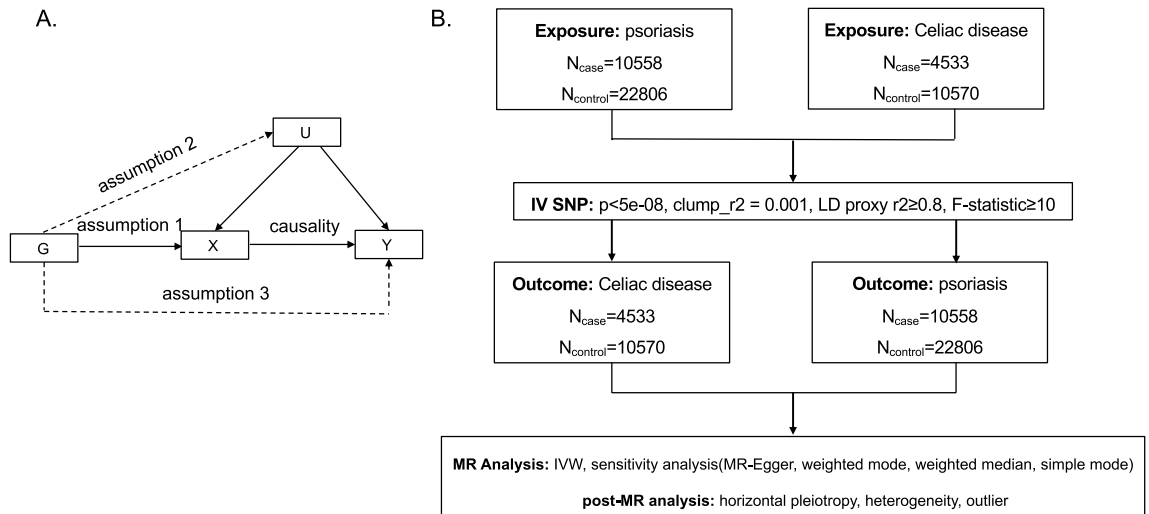 A.
U
assumption 2
assumption 1
causality
G
X
Y
assumption 3
B.
Exposure: psoriasis
Ncase=10558
Ncontrol=22806
Exposure: Celiac disease
Ncase=4533
Ncontrol=10570
IV SNP: p<5e-08, clump_r2 = 0.001, LD proxy r2≥0.8, F-statistic≥10
Outcome: Celiac disease
Ncase=4533
Ncontrol=10570
Outcome: psoriasis
Ncase=10558
Ncontrol=22806
MR Analysis: IVW, sensitivity analysis(MR-Egger, weighted mode, weighted median, simple mode)
post-MR analysis: horizontal pleiotropy, heterogeneity, outlier